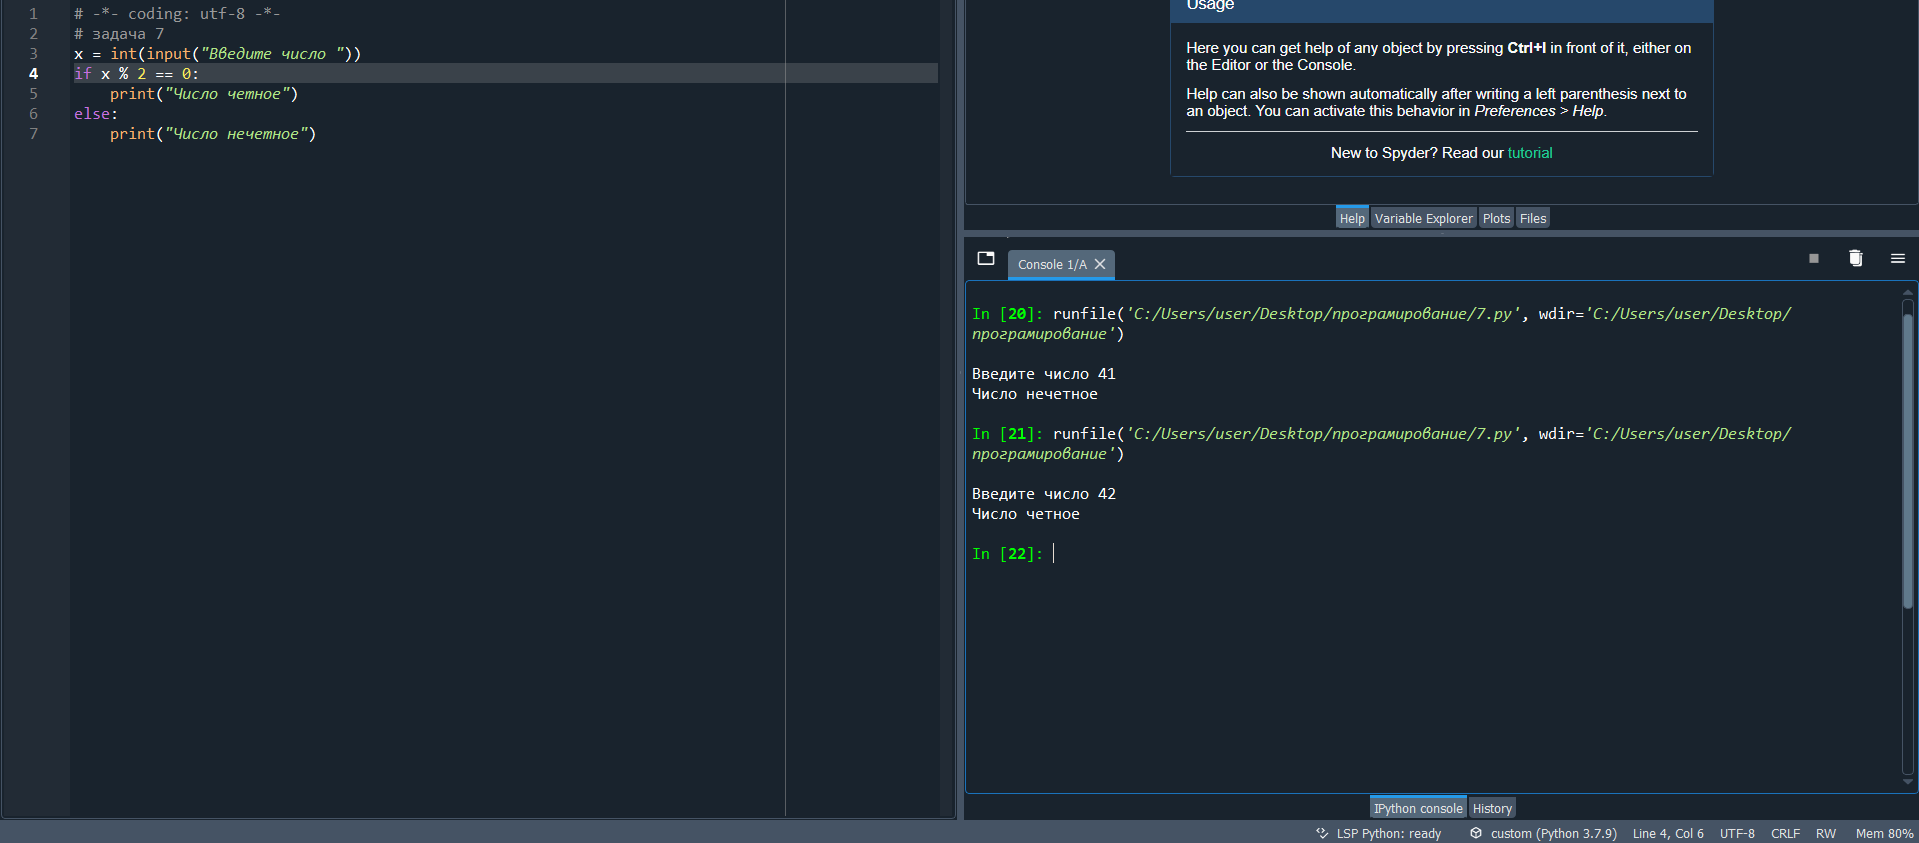 1 # -*- coding: utf-8 -*-
2 # задача 7
3 x = int(input("Введите число "))
4 if x % 2 == 0:
5     print("Число четное")
6 else:
7     print("Число нечетное")
Usage
Here you can get help of any object by pressing Ctrl+I in front of it, either on
the Editor or the Console.
Help can also be shown automatically after writing a left parenthesis next to
an object. You can activate this behavior in Preferences > Help.
New to Spyder? Read our tutorial
Help Variable Explorer Plots Files
Console 1/A
In [20]: runfile('C:/Users/user/Desktop/програмирование/7.py', wdir='C:/Users/user/Desktop/
програмирование')
Введите число 41
Число нечетное
In [21]: runfile('C:/Users/user/Desktop/програмирование/7.py', wdir='C:/Users/user/Desktop/
програмирование')
Введите число 42
Число четное
In [22]:
IPython console History
LSP Python: ready custom (Python 3.7.9) Line 4, Col 6 UTF-8 CRLF RW Mem 80%